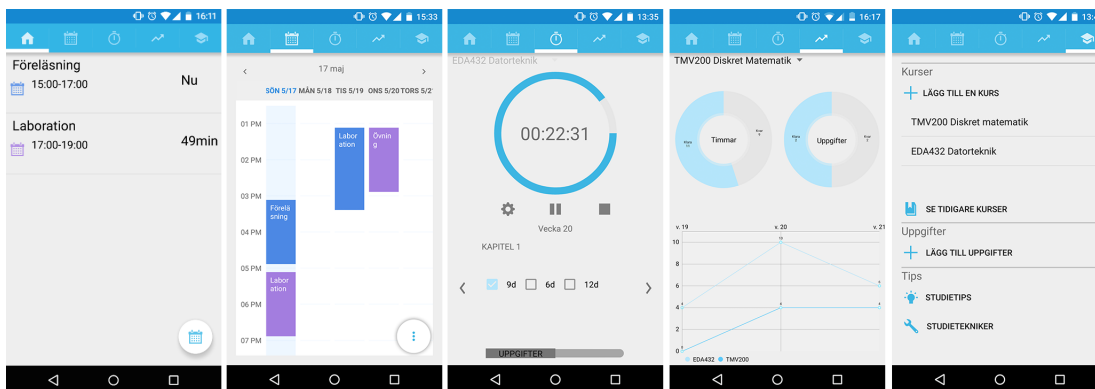 16:11
Föreläsning
15:00-17:00
Nu
Laboration
17:00-19:00
49min
15:33
17 maj
SÖN 5/17 MÅN 5/18 TIS 5/19 ONS 5/20 TORS 5/2
01 PM
02 PM
03 PM
04 PM
05 PM
06 PM
07 PM
Labor
ation
Övnin
g
Förelä
sning
Labor
ation
13:35
EDA432 Datorteknik
00:22:31
Vecka 20
KAPITEL 1
9d 6d 12d
UPPGIFTER
16:17
TMV200 Diskret Matematik
Timmar
Uppgifter
v. 19 v. 20 v. 21
10
8
6
4
2
0
EDA432 TMV200
13:4
Kurser
LÄGG TILL EN KURS
TMV200 Diskret matematik
EDA432 Datorteknik
SE TIDIGARE KURSER
Uppgifter
LÄGG TILL UPPGIFTER
Tips
STUDIETIPS
STUDIETEKNIKER